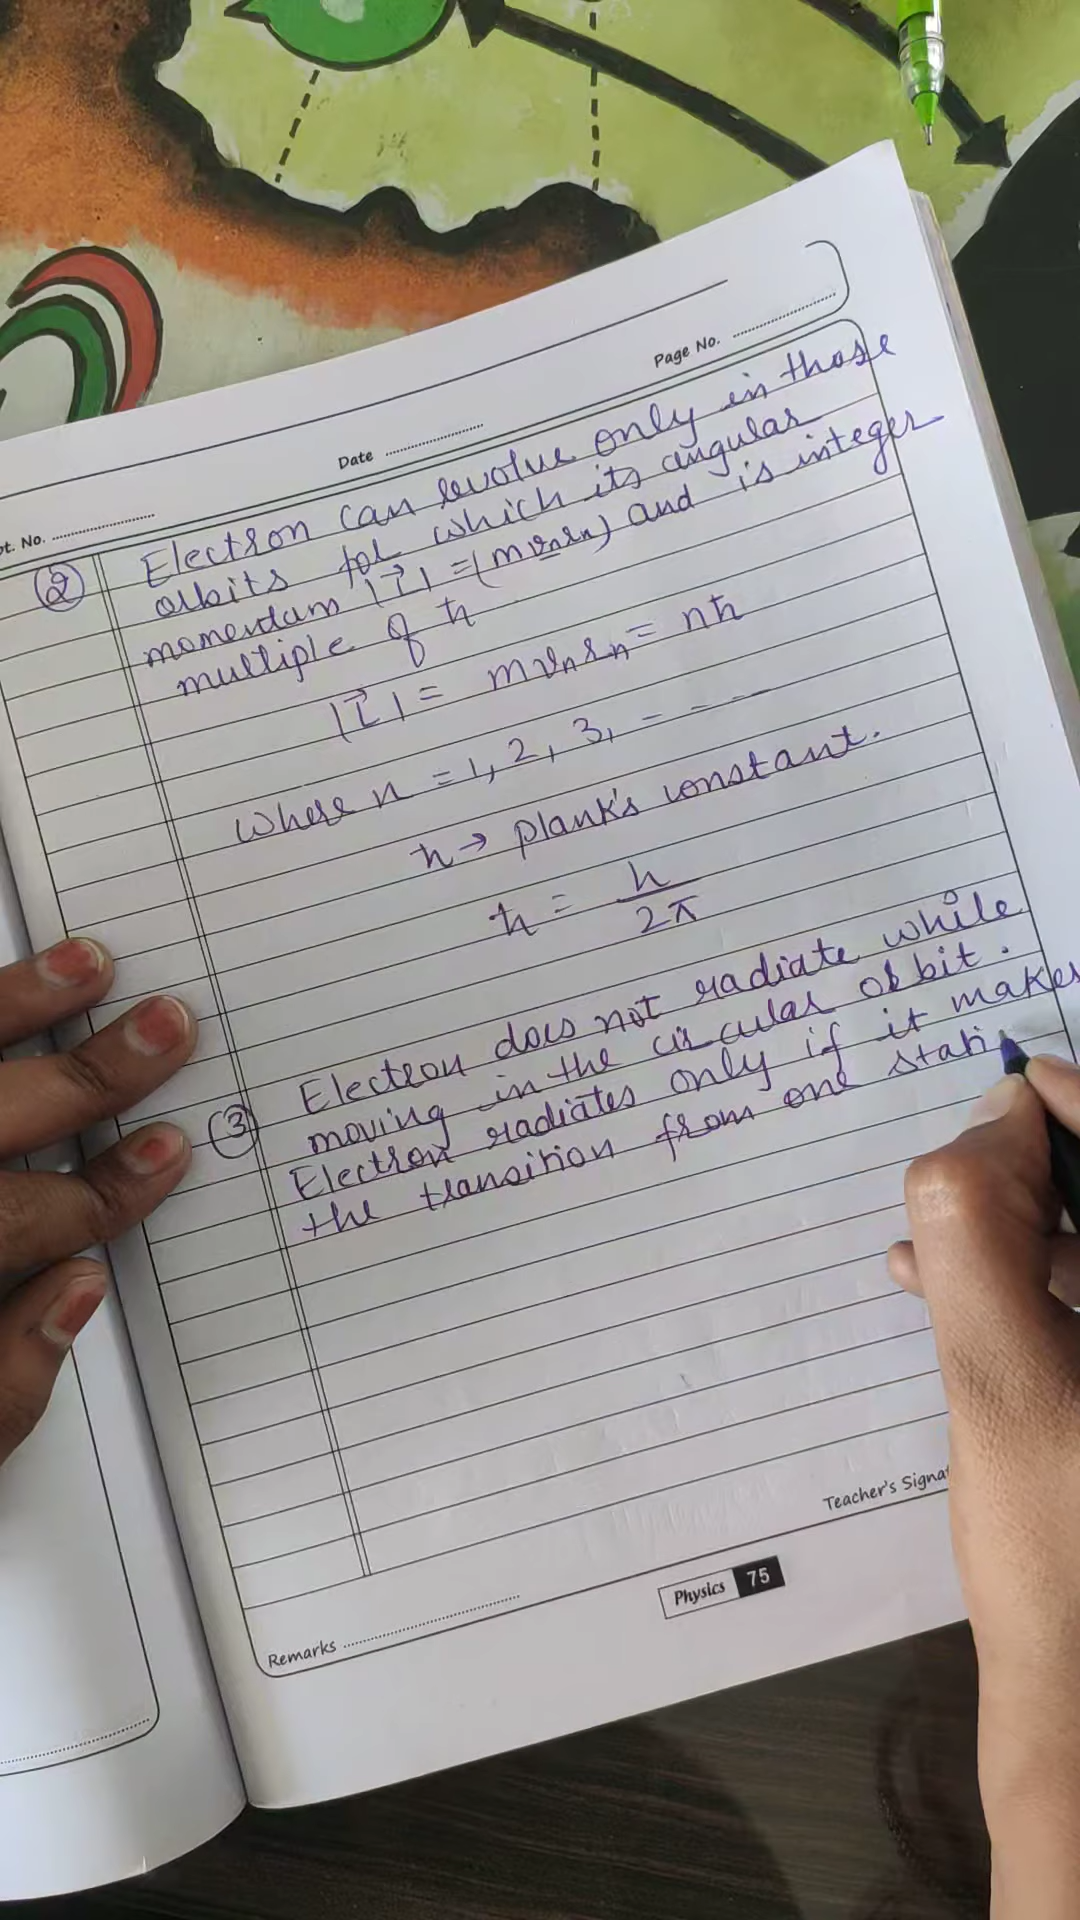 Page No.
Date
pt. No.
② Electron can revolve only in those
orbits for which its angular
momendam |L⃗| = (mvₙrₙ) and is integer
multiple of ħ
|L⃗| = mvₙrₙ = nħ
where n = 1, 2, 3, - - - -
ħ → plank's constant.
ħ = h/2π
③ Electron does not radiate while
moving in the circular orbit.
Electron radiates only if it makes
the transition from one stati
Teacher's Signa
Physics 75
Remarks